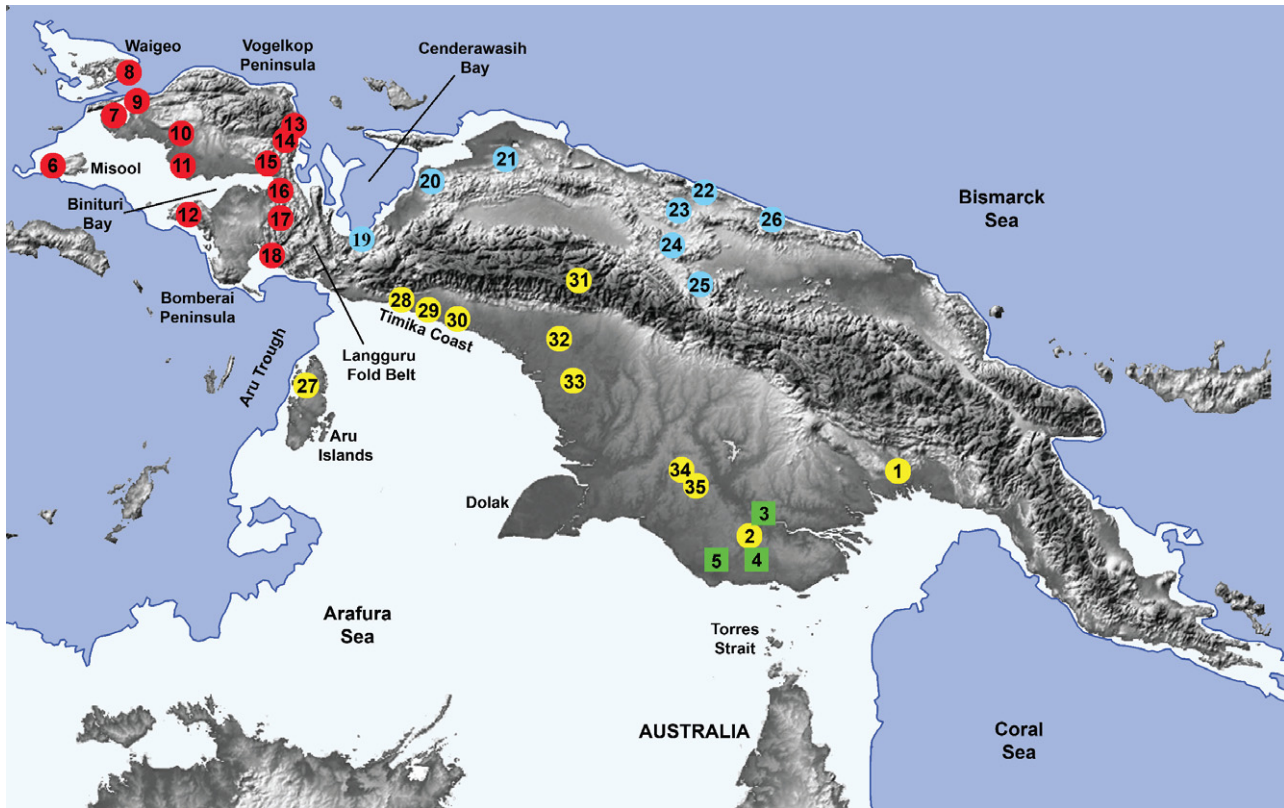 Waigeo
Vogelkop
Peninsula
Cenderawasih
Bay
8
9
7
13
10
14
21
6
Misool
11
15
20
22
16
Binituri
Bay
12
17
23
26
Bismarck
Sea
19
24
18
31
25
Bomberai
Peninsula
28
29
30
Timika Coast
32
Langguru
Fold Belt
Aru Trough
27
33
Aru
Islands
34
1
35
Dolak
3
2
5
4
Arafura
Sea
Torres
Strait
AUSTRALIA
Coral
Sea